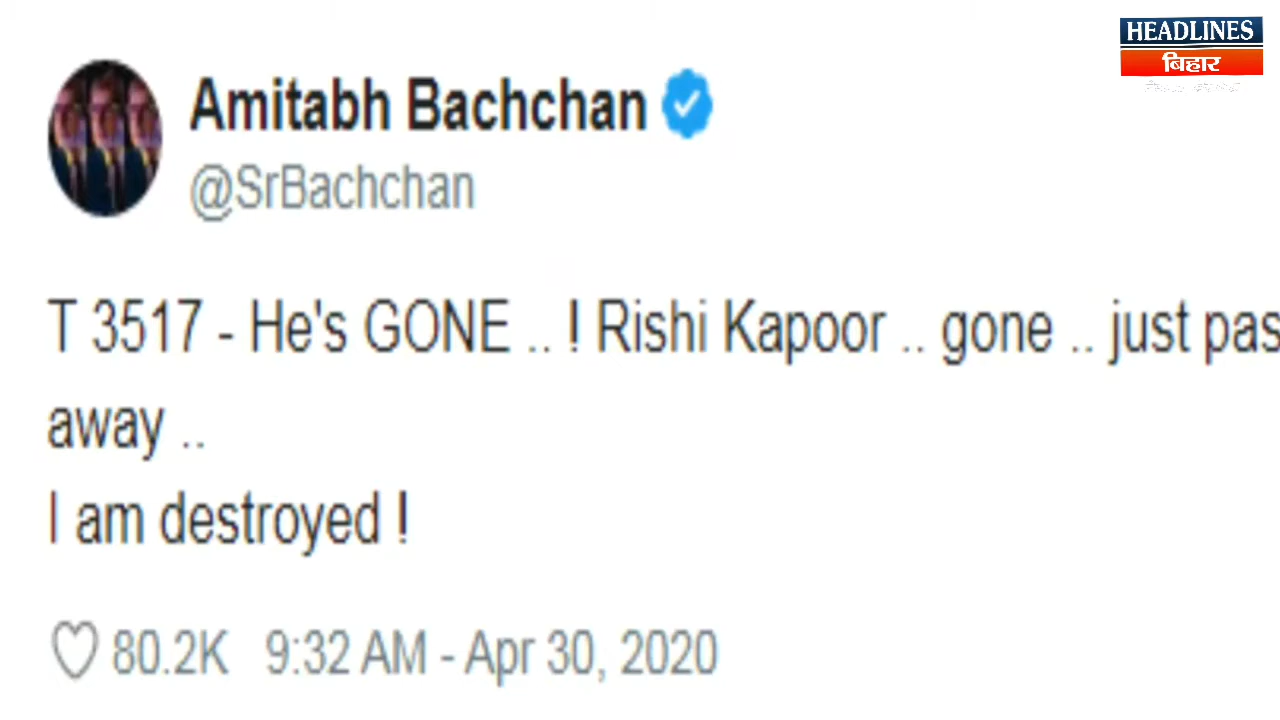 HEADLINES
बिहार
Amitabh Bachchan
@SrBachchan
T 3517 - He's GONE .. ! Rishi Kapoor .. gone .. just pas
away ..
I am destroyed !
80.2K 9:32 AM - Apr 30, 2020